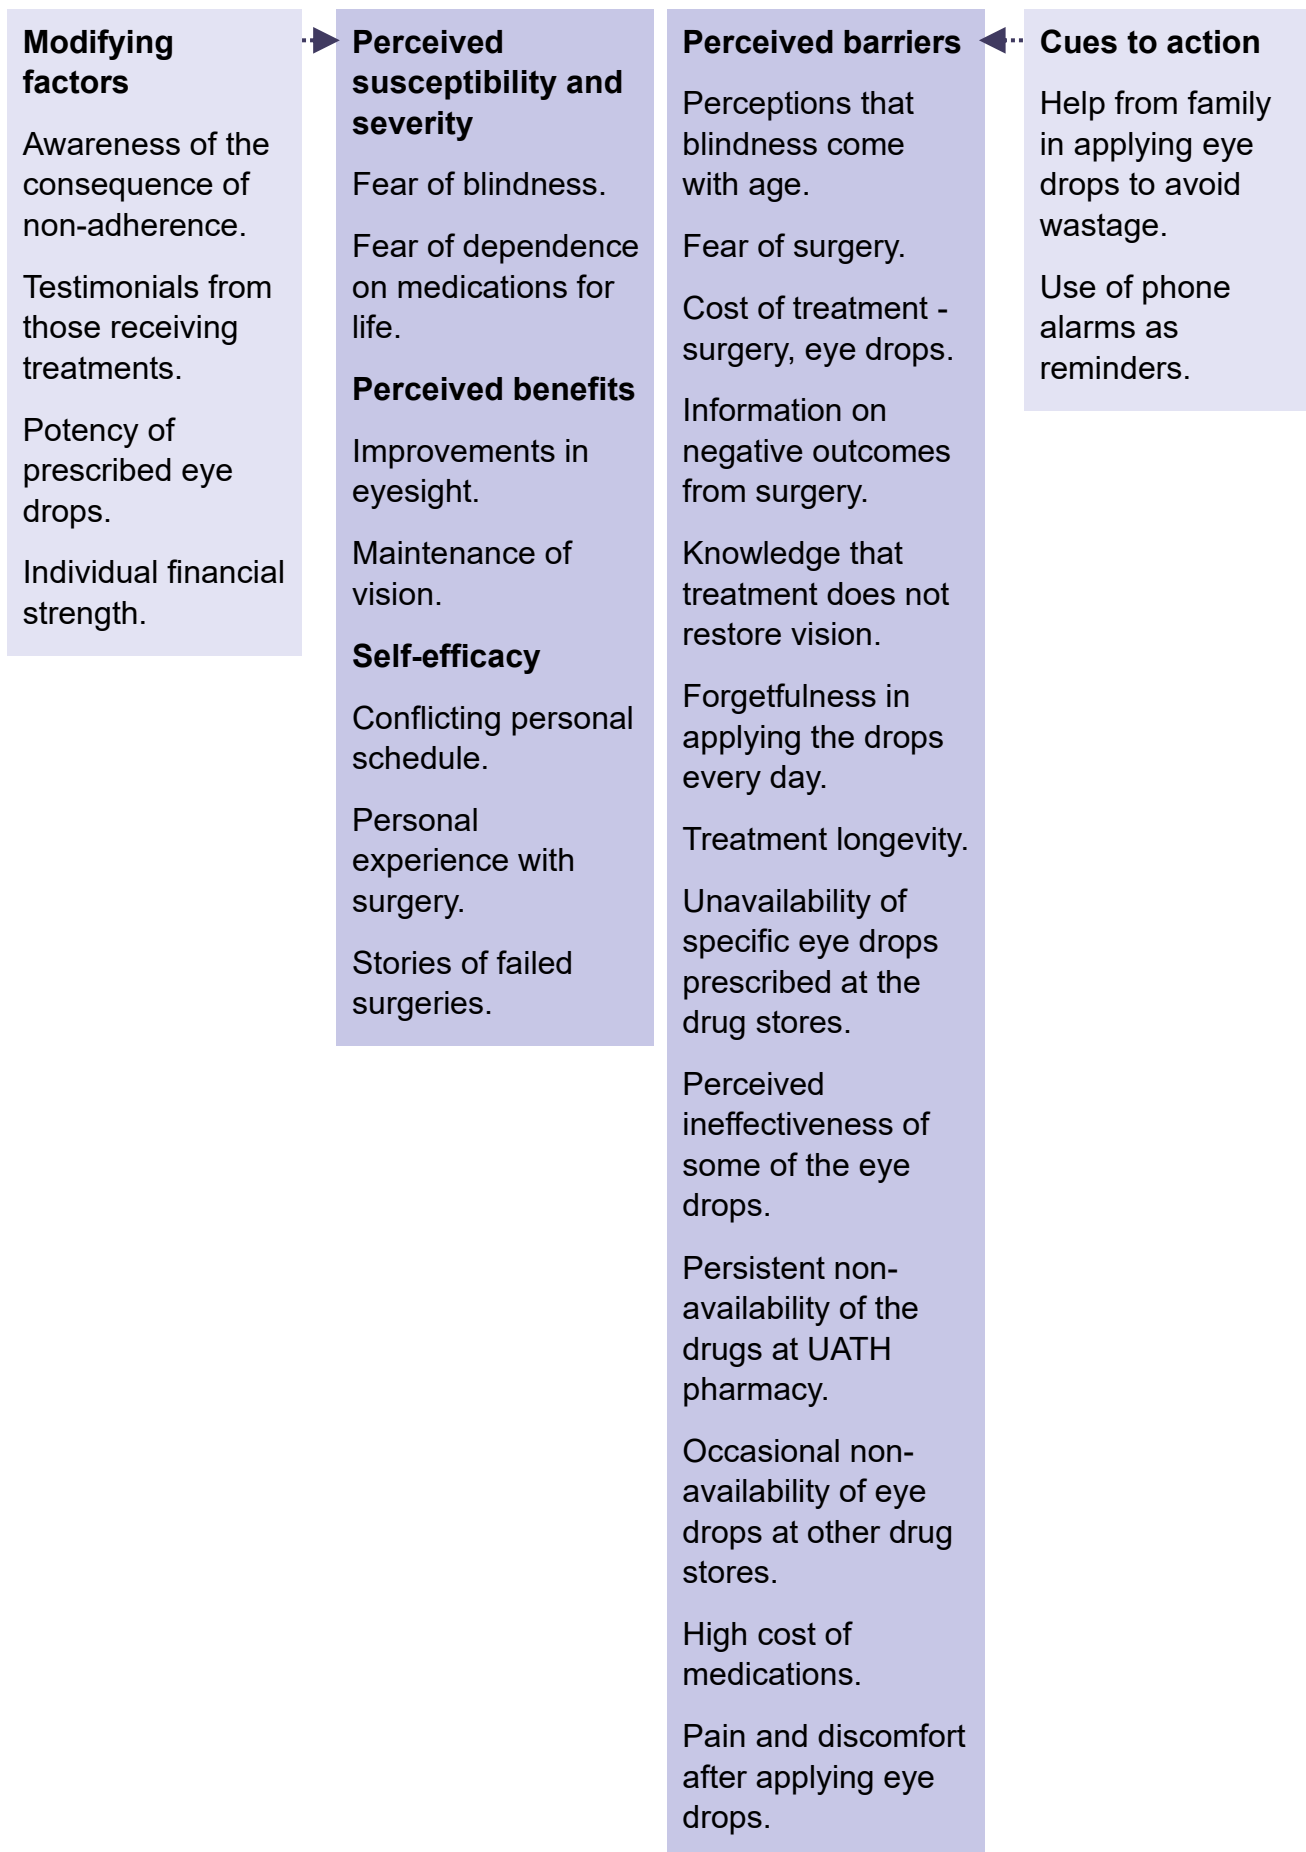 Modifying
factors
Awareness of the
consequence of
non-adherence.
Testimonials from
those receiving
treatments.
Potency of
prescribed eye
drops.
Individual financial
strength.
Perceived
susceptibility and
severity
Fear of blindness.
Fear of dependence
on medications for
life.
Perceived benefits
Improvements in
eyesight.
Maintenance of
vision.
Self-efficacy
Conflicting personal
schedule.
Personal
experience with
surgery.
Stories of failed
surgeries.
Perceived barriers
Perceptions that
blindness come
with age.
Fear of surgery.
Cost of treatment -
surgery, eye drops.
Information on
negative outcomes
from surgery.
Knowledge that
treatment does not
restore vision.
Forgetfulness in
applying the drops
every day.
Treatment longevity.
Unavailability of
specific eye drops
prescribed at the
drug stores.
Perceived
ineffectiveness of
some of the eye
drops.
Persistent non-
availability of the
drugs at UATH
pharmacy.
Occasional non-
availability of eye
drops at other drug
stores.
High cost of
medications.
Pain and discomfort
after applying eye
drops.
Cues to action
Help from family
in applying eye
drops to avoid
wastage.
Use of phone
alarms as
reminders.